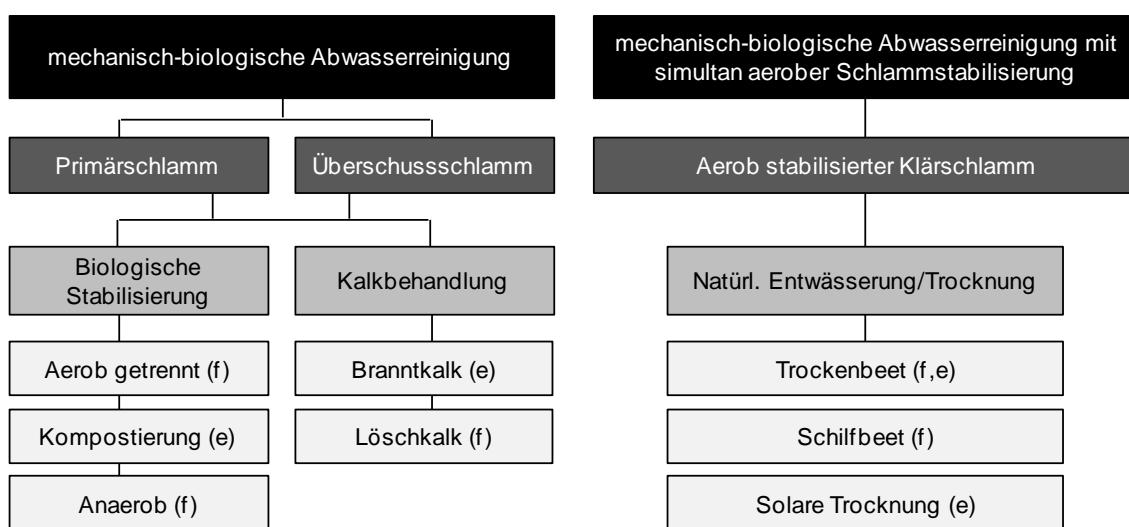 mechanisch-biologische Abwasserreinigung
mechanisch-biologische Abwasserreinigung mit
simultan aerober Schlammstabilisierung
Primärschlamm
Überschussschlamm
Aerob stabilisierter Klärschlamm
Biologische
Stabilisierung
Kalkbehandlung
Natürl. Entwässerung/Trocknung
Aerob getrennt (f)
Branntkalk (e)
Trockenbeet (f,e)
Kompostierung (e)
Löschkalk (f)
Schilfbeet (f)
Anaerob (f)
Solare Trocknung (e)